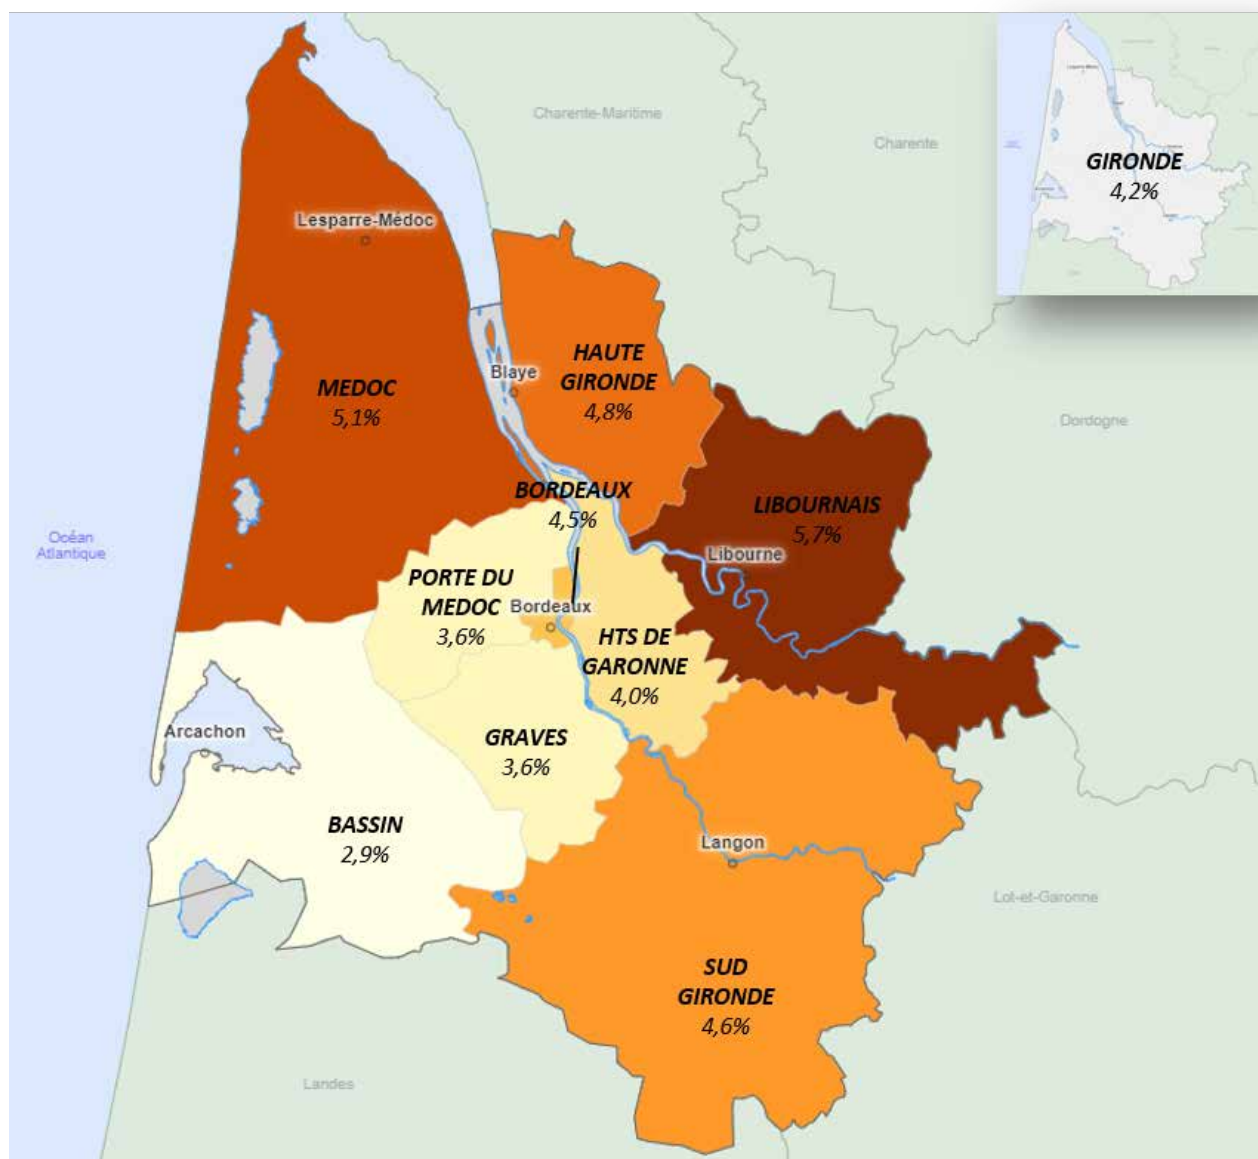 Charente-Maritime
Charente
GIRONDE
4,2%
Lesparre-Médoc
HAUTE
GIRONDE
4,8%
Blaye
MEDOC
5,1%
Dordogne
BORDEAUX
4,5%
LIBOURNAIS
5,7%
Océan
Atlantique
Libourne
PORTE DU
MEDOC
3,6%
Bordeaux
HTS DE
GARONNE
4,0%
Arcachon
GRAVES
3,6%
BASSIN
2,9%
Langon
Lot-et-Garonne
SUD
GIRONDE
4,6%
Landes